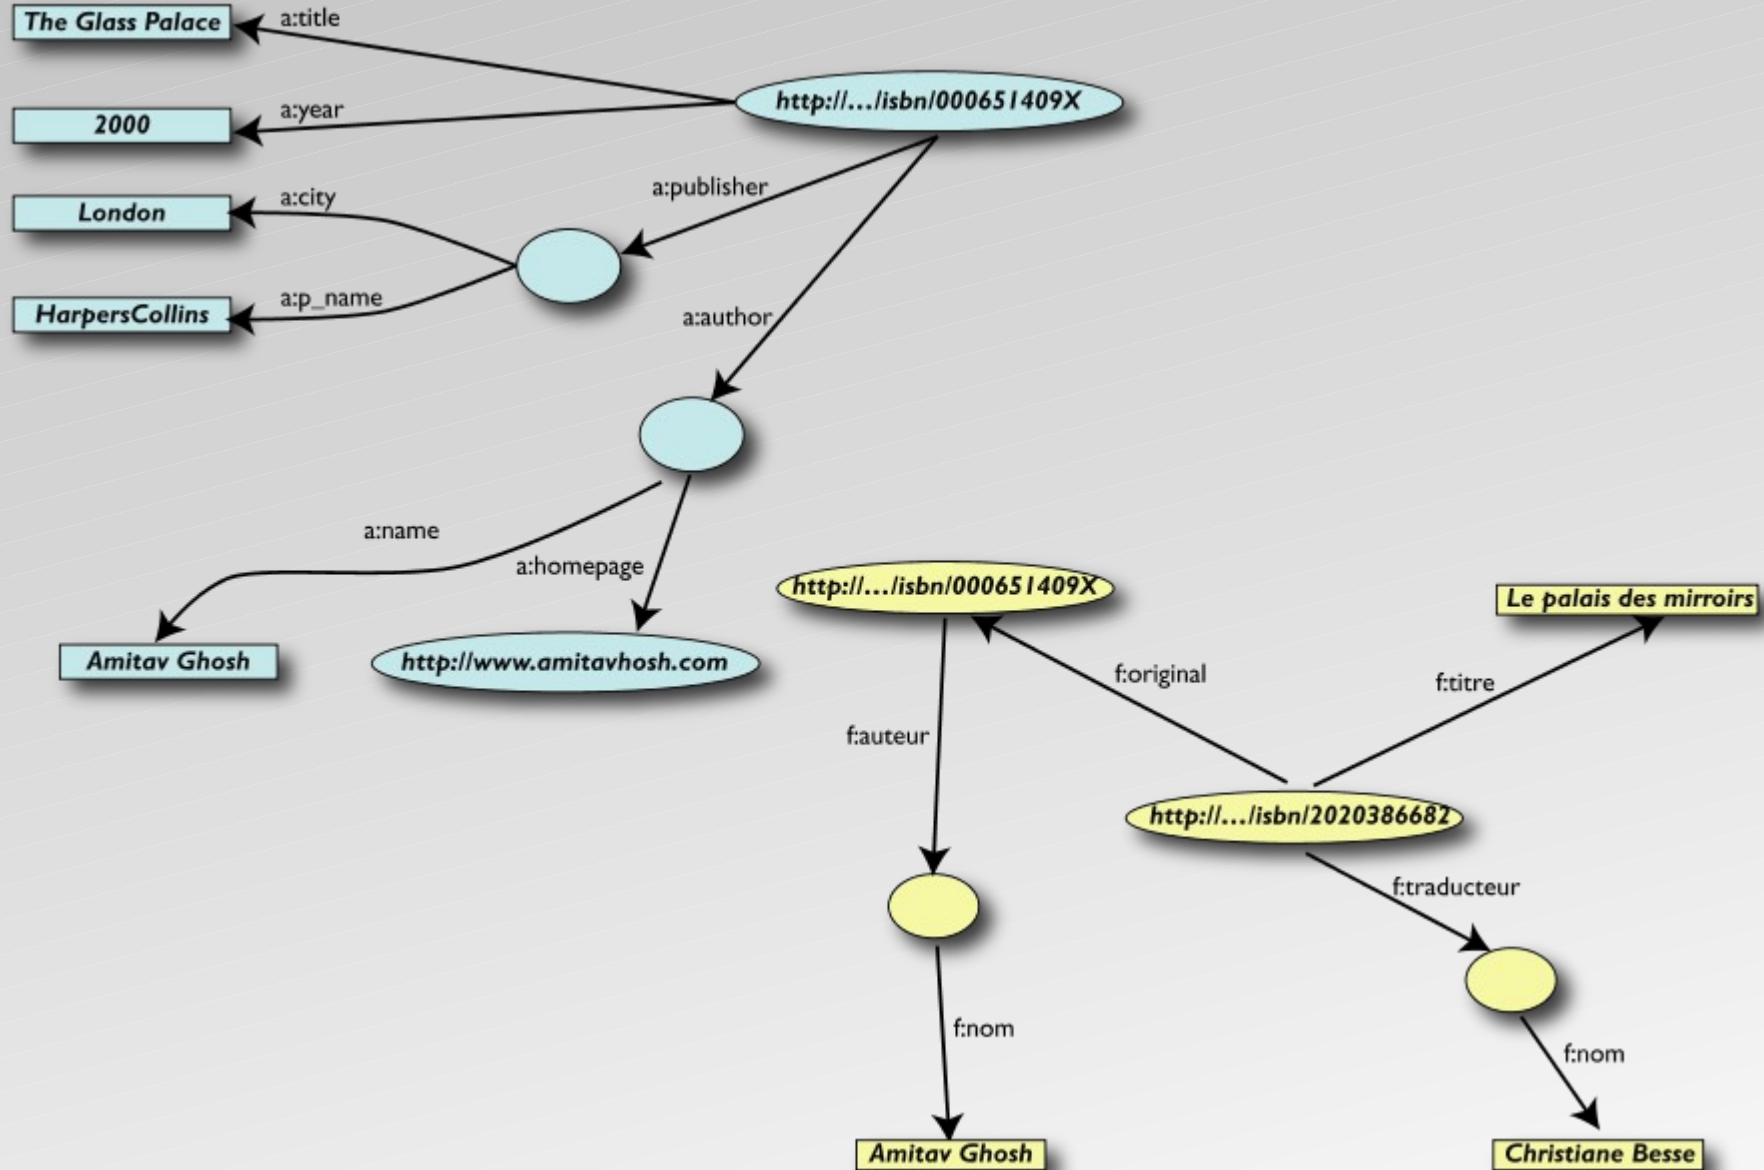 The Glass Palace
a:title
http://…/isbn/000651409X
a:year
2000
a:publisher
a:city
London
a:p_name
HarpersCollins
a:author
a:name
a:homepage
http://…/isbn/000651409X
Le palais des mirroirs
Amitav Ghosh
http://www.amitavhosh.com
f:original
f:titre
f:auteur
http://…/isbn/2020386682
f:traducteur
f:nom
f:nom
Amitav Ghosh
Christiane Besse